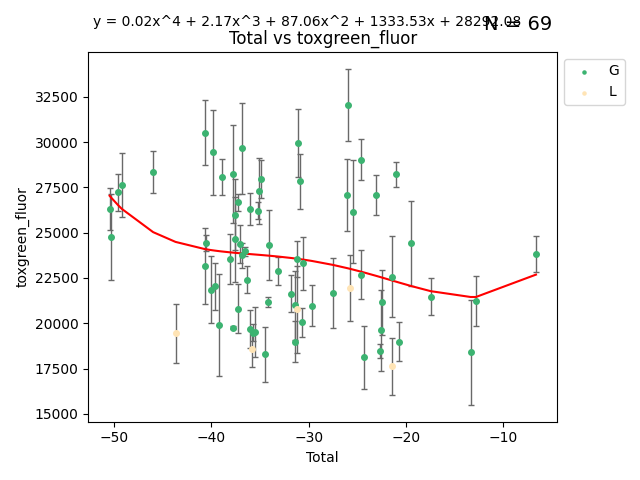 y = 0.02x^4 + 2.17x^3 + 87.06x^2 + 1333.53x + 28292.08
N = 69
Total vs toxgreen_fluor
G
L
32500
30000
27500
25000
22500
20000
17500
15000
toxgreen_fluor
−50
−40
−30
−20
−10
Total